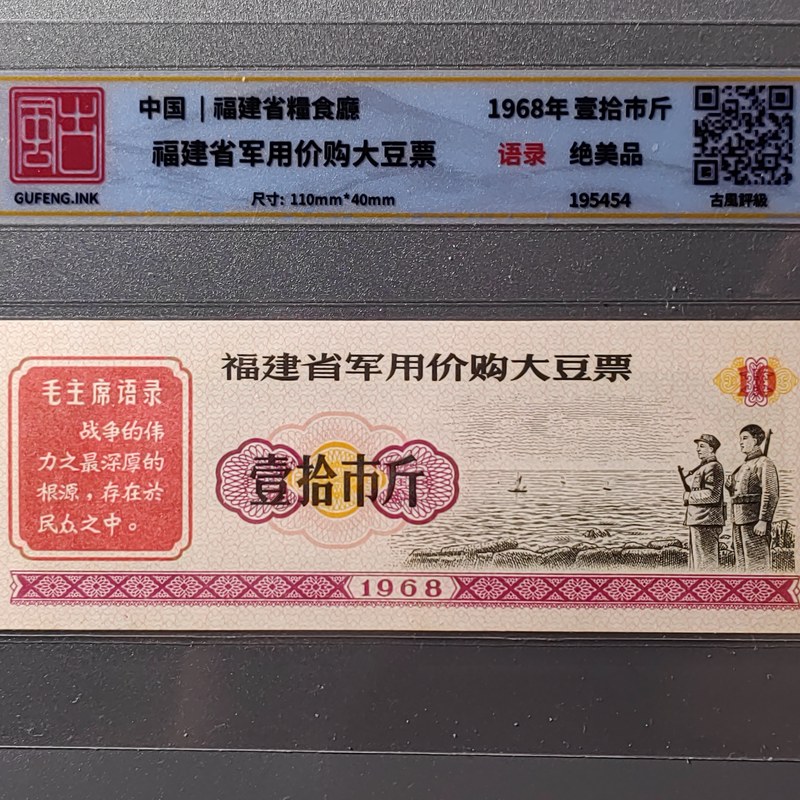 中国 | 福建省糧食廳
1968年 壹拾市斤
福建省军用价购大豆票
语录 绝美品
GUFENG.INK
尺寸: 110mm*40mm
195454
古風評級
福建省军用价购大豆票
10
毛主席语录
战争的伟
力之最深厚的
根源，存在於
民众之中。
壹拾市斤
1968